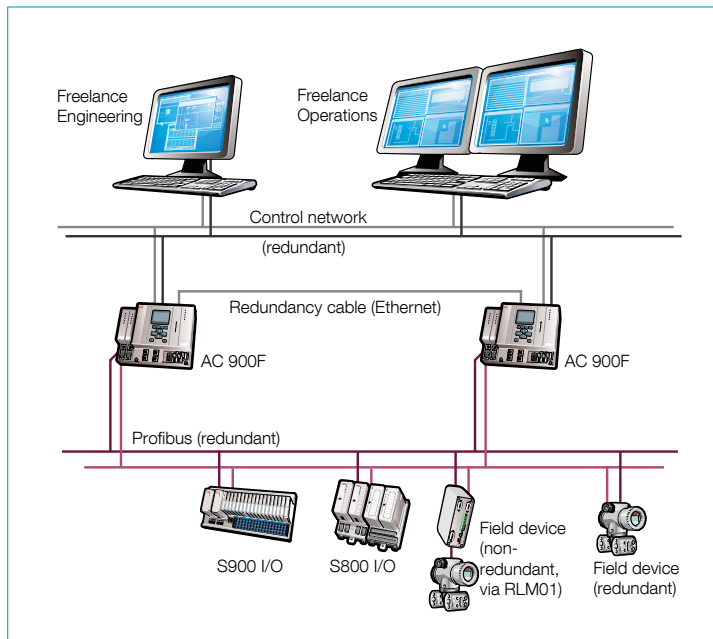 Freelance
Engineering
Freelance
Operations
Control network
(redundant)
Redundancy cable (Ethernet)
AC 900F
AC 900F
Profibus (redundant)
S900 I/O
S800 I/O
Field device
(non-
redundant,
via RLM01)
Field device
(redundant)